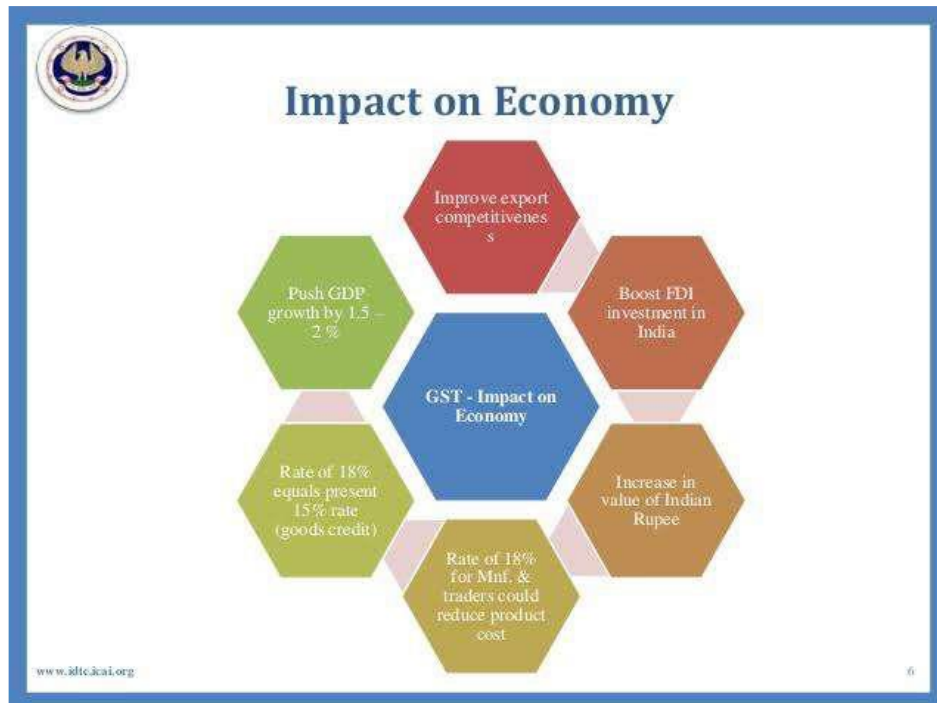 Impact on Economy
Improve export
competitivenes
s
Boost FDI
investment in
India
Increase in
value of Indian
Rupee
Rate of 18%
for Mnf. &
traders could
reduce product
cost
Rate of 18%
equals present
15% rate
(goods credit)
Push GDP
growth by 1.5 –
2 %
GST - Impact on
Economy
www.idtc.icai.org
6